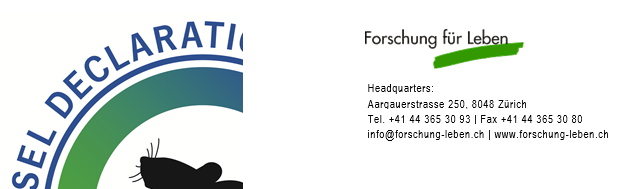 SEL DECLARATI
Forschung für Leben
Headquarters:
Aargauerstrasse 250, 8048 Zürich
Tel. +41 44 365 30 93 | Fax +41 44 365 30 80
info@forschung-leben.ch | www.forschung-leben.ch